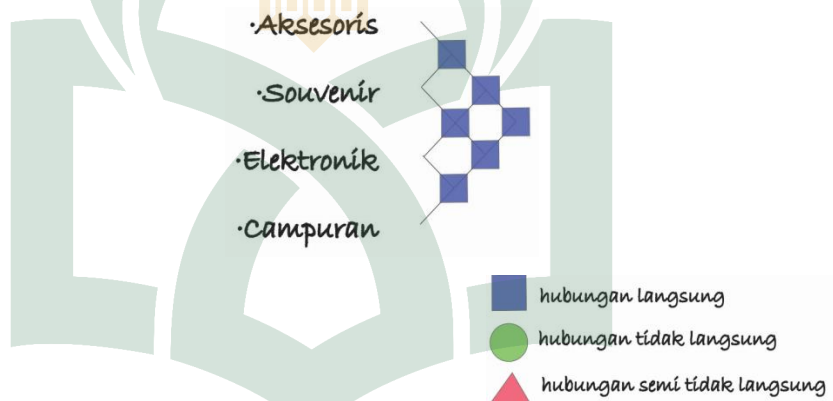 ·Aksesoris
·Souvenir
·Elektronik
·Campuran
hubungan langsung
hubungan tidak langsung
hubungan semi tidak langsung